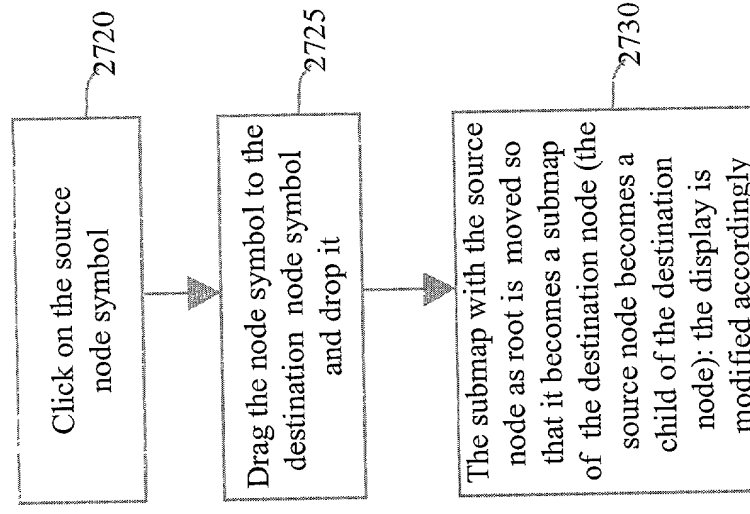 2720
Click on the source
node symbol
2725
Drag the node symbol to the
destination node symbol
and drop it
2730
The submap with the source
node as root is moved so
that it becomes a submap
of the destination node (the
source node becomes a
child of the destination
node): the display is
modified accordingly